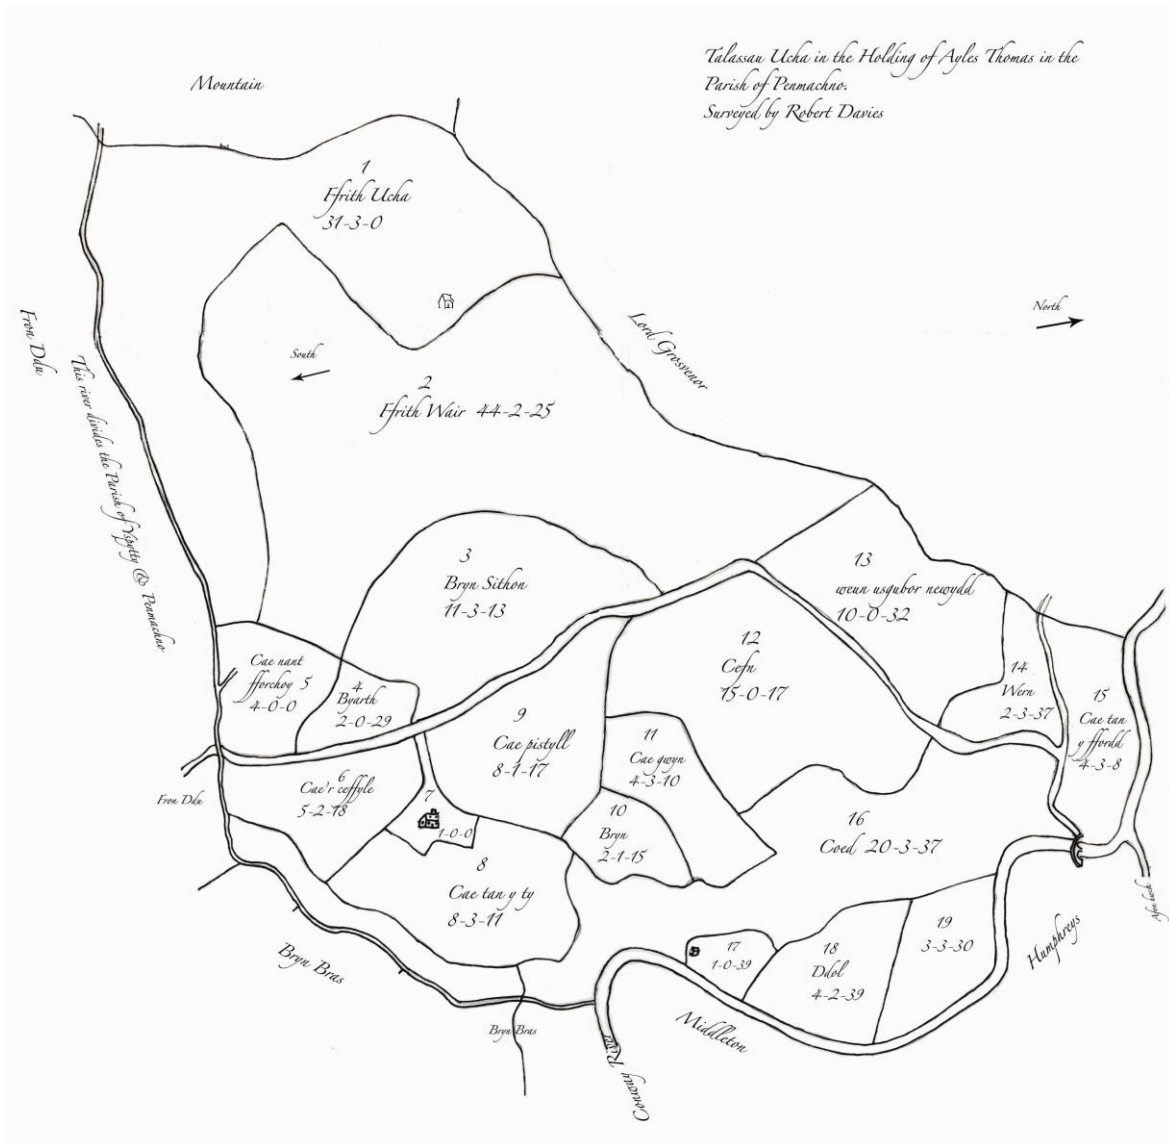 Talassau Ucha in the Holding of Ayles Thomas in the
Parish of Penmachno.
Surveyed by Robert Davies
Mountain
1
Ffrith Ucha
31-3-0
North
Fron Ddu
Lord Grosvenor
South
This river divides the Parish of Yspytty @ Penmachno
2
Ffrith Wair 44-2-25
3
Bryn Sithon
11-3-13
13
weun usgubor newydd
10-0-32
12
Cefn
15-0-17
Cae nant
fforchoy 5
4-0-0
4
Byarth
2-0-29
14
Wern
2-3-37
15
Cae tan
y ffordd
4-3-8
9
Cae pistyll
8-1-17
11
Cae gwyn
4-3-10
6
Cae'r ceffyle
5-2-18
Fron Ddu
7
1-0-0
10
Bryn
2-1-15
16
Coed 20-3-37
8
Cae tan y ty
8-3-11
19
3-3-30
17
1-0-39
18
Ddol
4-2-39
Humphreys
Bryn Bras
Middleton
Bryn Bras
Conway River